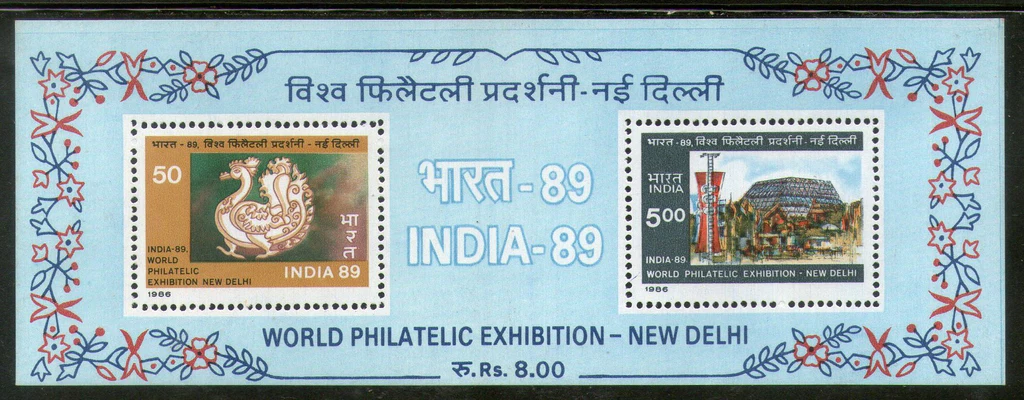 विश्व फिलैटली प्रदर्शनी - नई दिल्ली
भारत - 89, विश्व फिलैटली प्रदर्शनी - नई दिल्ली
50
भारत
INDIA-89.
WORLD
PHILATELIC
EXHIBITION NEW DELHI
INDIA 89
1986
भारत - 89
INDIA-89
भारत - 89, विश्व फिलैटली प्रदर्शनी - नई दिल्ली
भारत
INDIA
500
INDIA-89.
WORLD PHILATELIC EXHIBITION - NEW DELHI
1986
WORLD PHILATELIC EXHIBITION – NEW DELHI
रु. Rs. 8.00